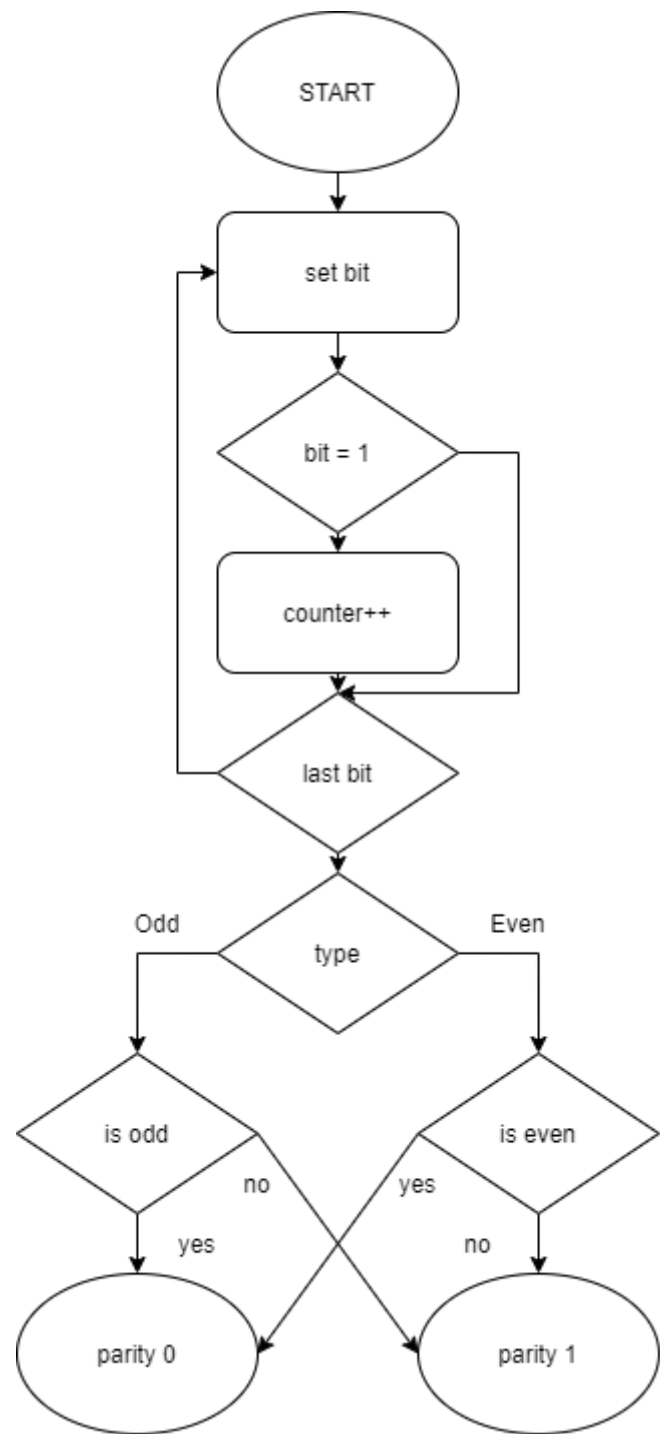 START
set bit
bit = 1
counter++
last bit
Odd
Even
type
is odd
is even
no
yes
yes
no
parity 0
parity 1